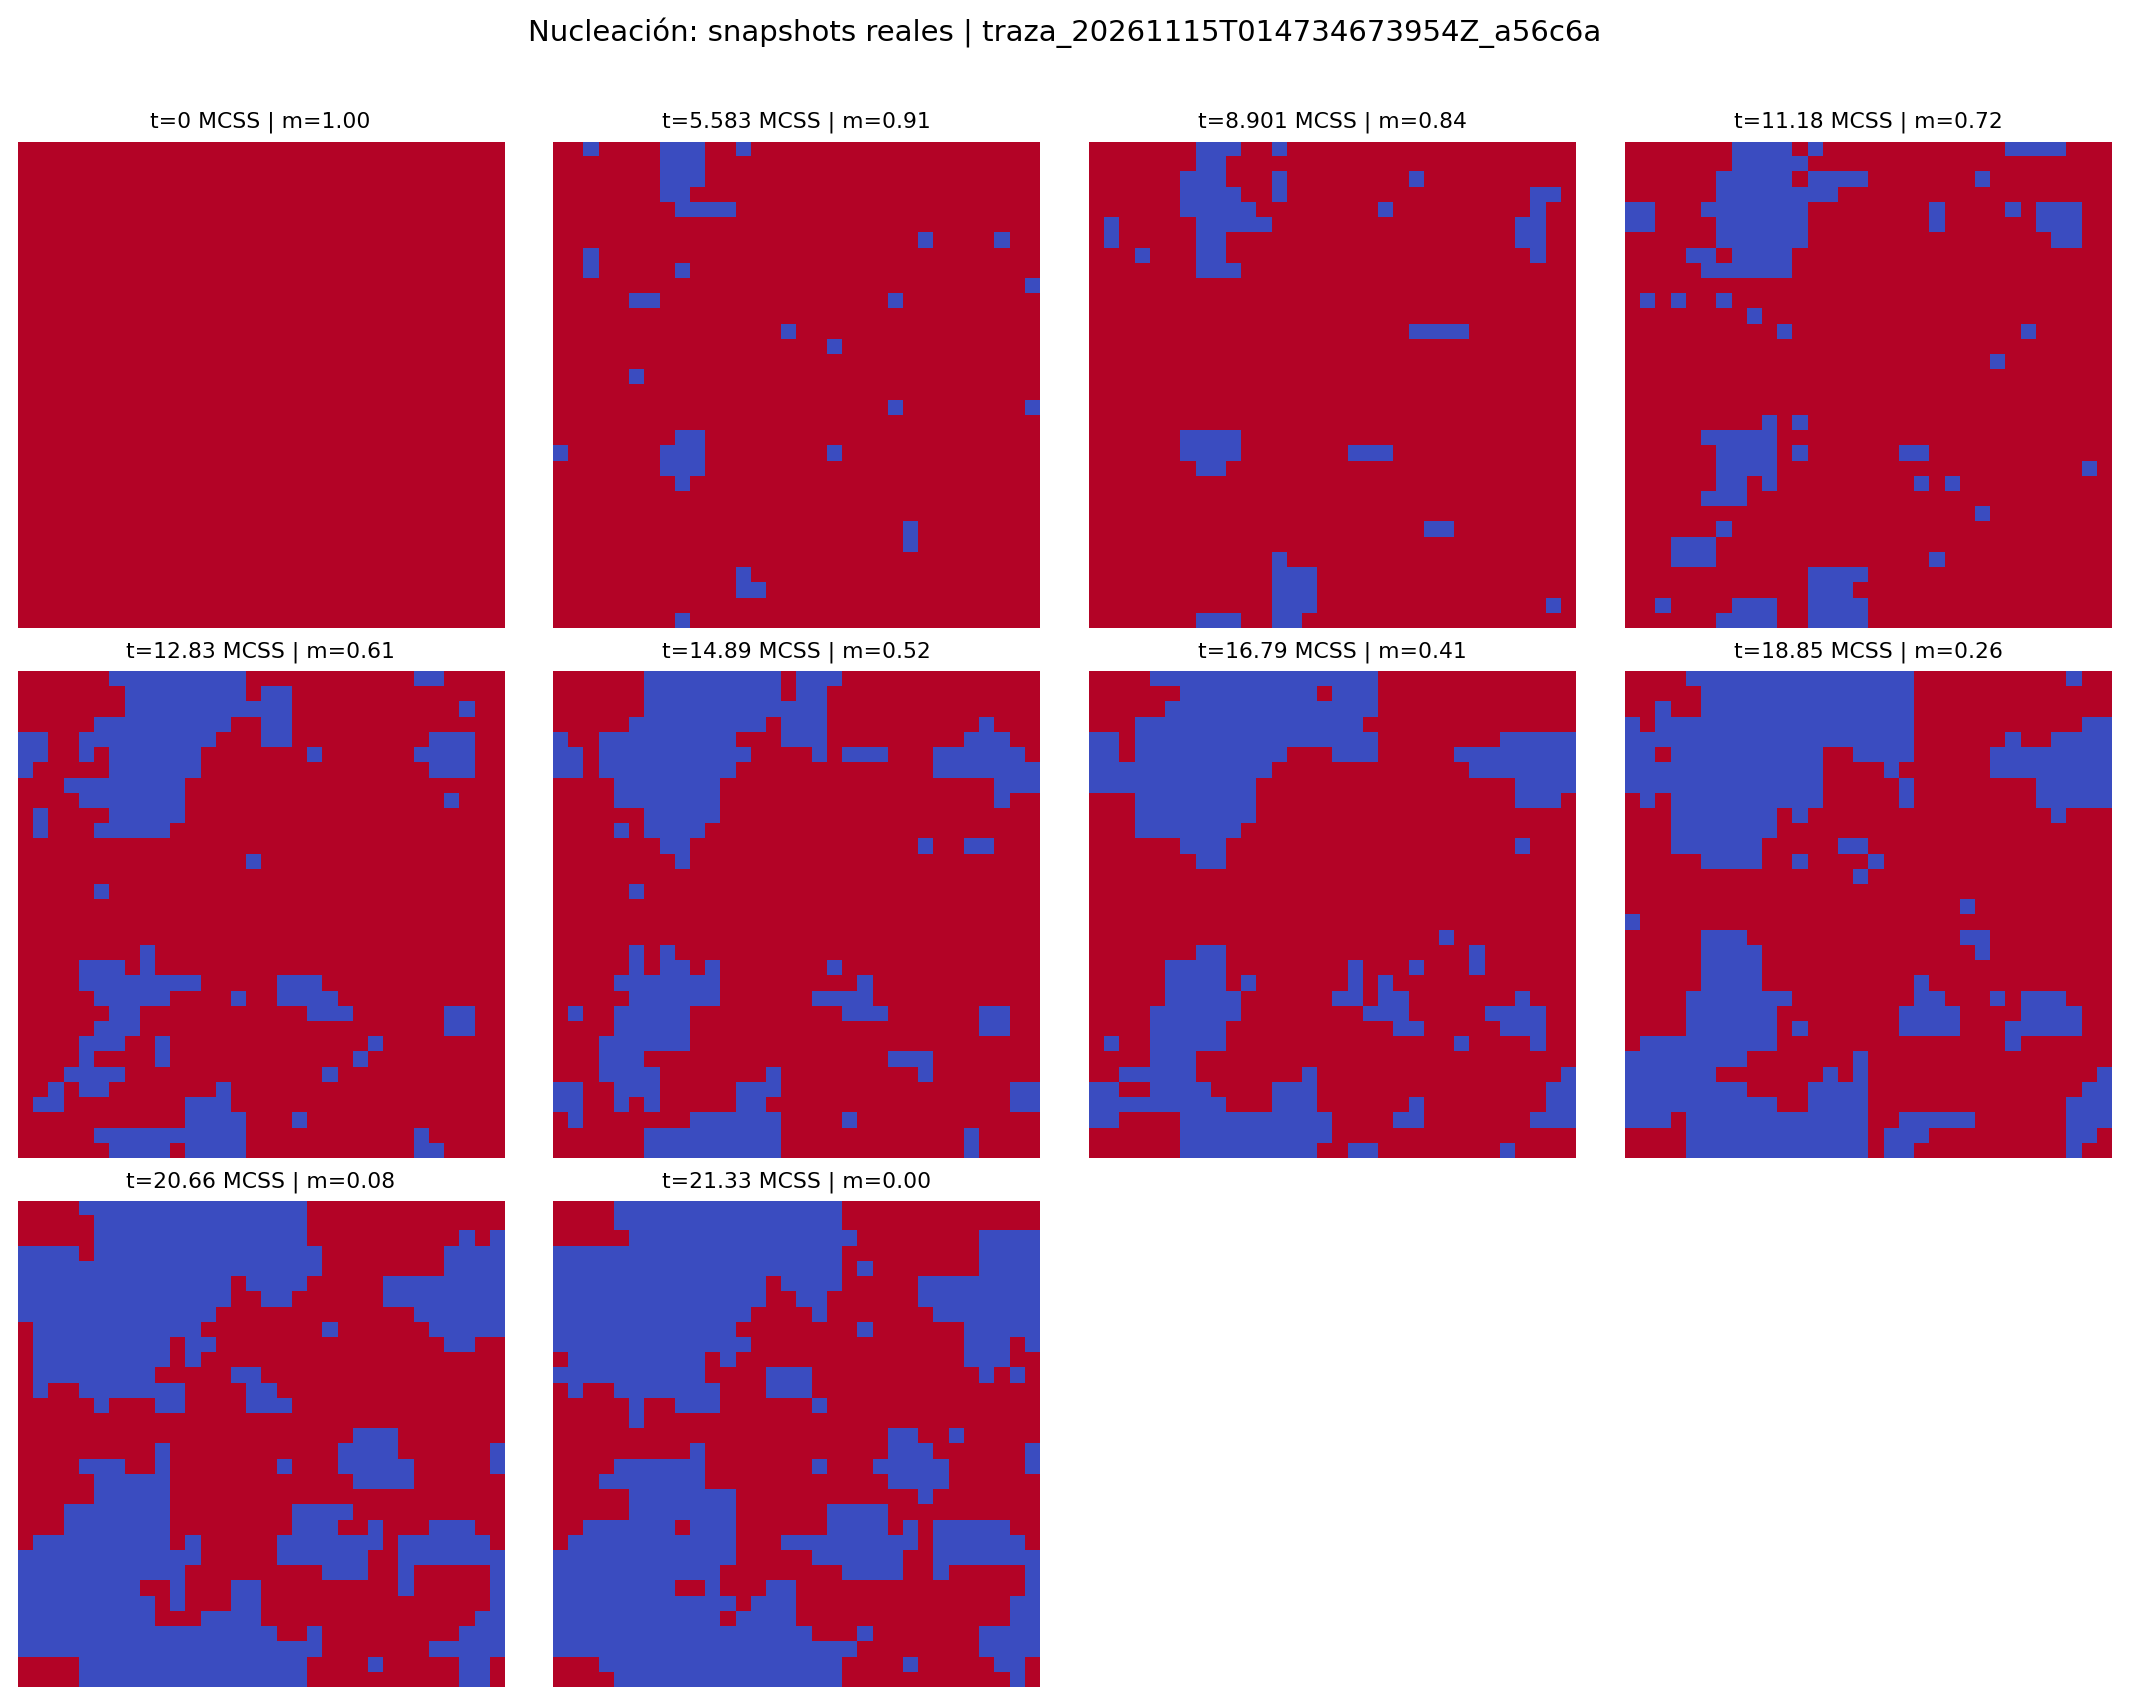 Nucleación: snapshots reales | traza_20261115T014734673954Z_a56c6a
t=0 MCSS | m=1.00
t=5.583 MCSS | m=0.91
t=8.901 MCSS | m=0.84
t=11.18 MCSS | m=0.72
t=12.83 MCSS | m=0.61
t=14.89 MCSS | m=0.52
t=16.79 MCSS | m=0.41
t=18.85 MCSS | m=0.26
t=20.66 MCSS | m=0.08
t=21.33 MCSS | m=0.00